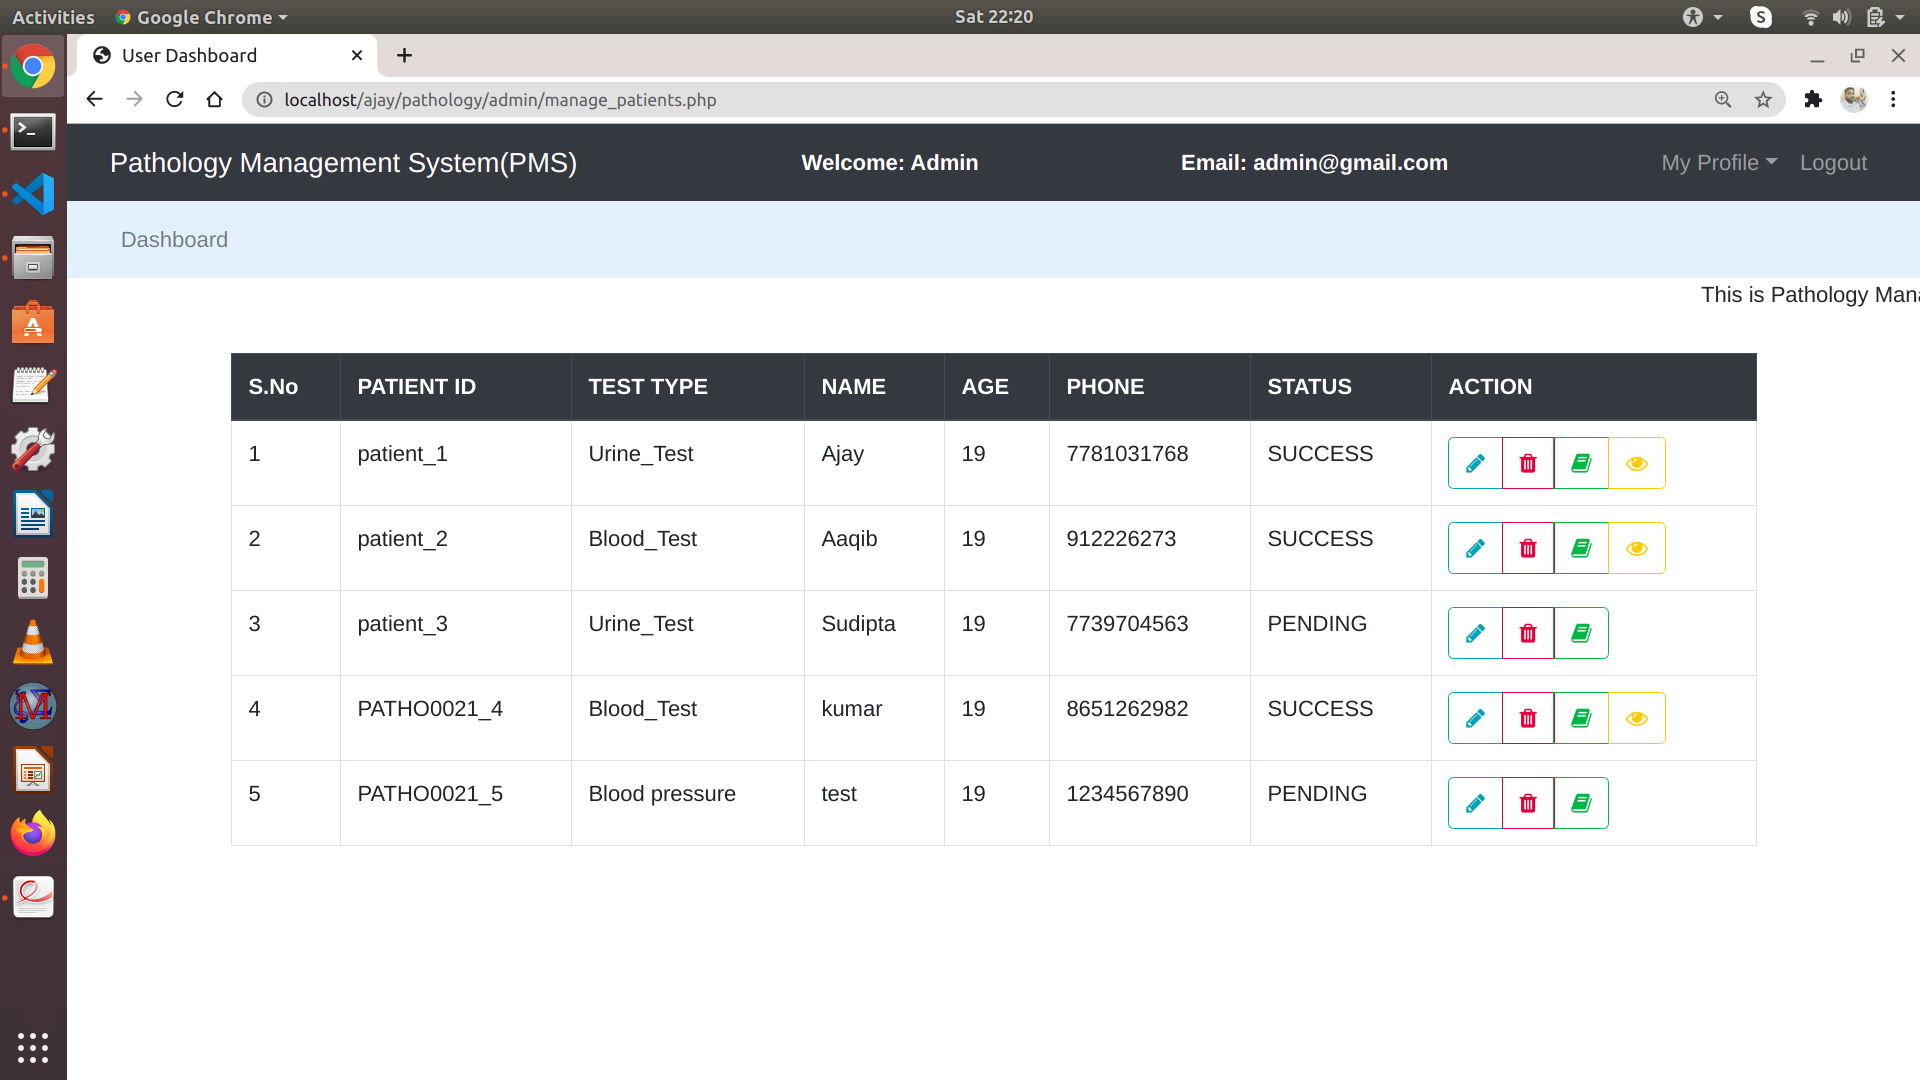 Activities Google Chrome Sat 22:20
User Dashboard
localhost/ajay/pathology/admin/manage_patients.php
Pathology Management System(PMS) Welcome: Admin Email: admin@gmail.com My Profile Logout
Dashboard
This is Pathology Mana
S.No PATIENT ID TEST TYPE NAME AGE PHONE STATUS ACTION
1 patient_1 Urine_Test Ajay 19 7781031768 SUCCESS
2 patient_2 Blood_Test Aaqib 19 912226273 SUCCESS
3 patient_3 Urine_Test Sudipta 19 7739704563 PENDING
4 PATHO0021_4 Blood_Test kumar 19 8651262982 SUCCESS
5 PATHO0021_5 Blood pressure test 19 1234567890 PENDING